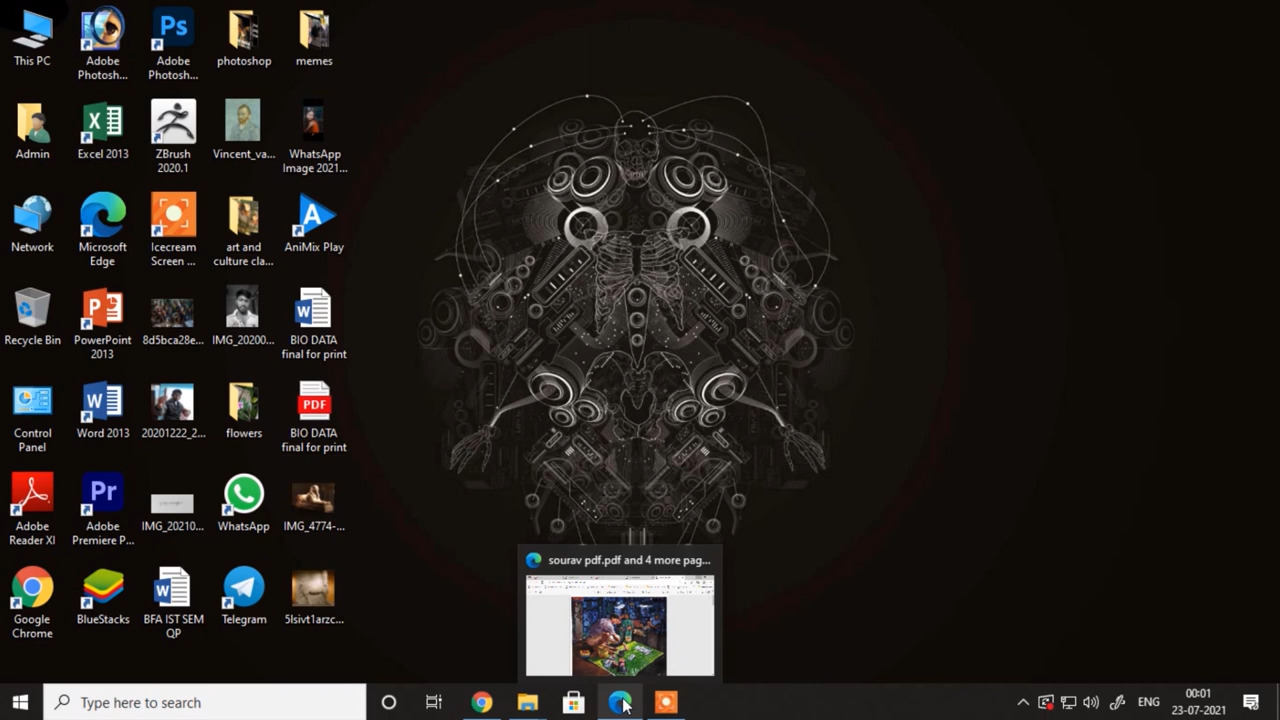 This PC
Adobe
Photosh...
Ps
Adobe
Photosh...
photoshop
memes
Admin
Excel 2013
ZBrush
2020.1
Vincent_va...
WhatsApp
Image 2021...
Network
Microsoft
Edge
Icecream
Screen ...
art and
culture cla...
AniMix Play
Recycle Bin
PowerPoint
2013
8d5bca28e...
IMG_20200...
BIO DATA
final for print
Control
Panel
Word 2013
20201222_2...
flowers
PDF
BIO DATA
final for print
Adobe
Reader XI
Pr
Adobe
Premiere P...
IMG_20210...
WhatsApp
IMG_4774-...
Google
Chrome
BlueStacks
BFA IST SEM
QP
Telegram
5lsivt1arzc...
sourav pdf.pdf and 4 more pag...
Type here to search
ENG
00:01
23-07-2021